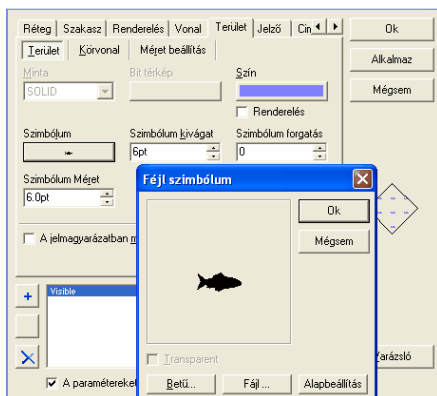 Réteg Szakasz Renderelés Vonal Terület Jelző Cin
Ok
Terület Körvonal Méret beállítás
Alkalmaz
Minta Bit térkép Szín
Mégsem
SOLID
Renderelés
Szimbólum Szimbólum kivágat Szimbólum forgatás
6pt 0
Szimbólum Méret
6.0pt
Féjl szimbólum
Ok
Mégsem
A jelmagyarázatban
Visible
Transparent
A paramétereket
Betű... Fájl ... Alapbeállítás